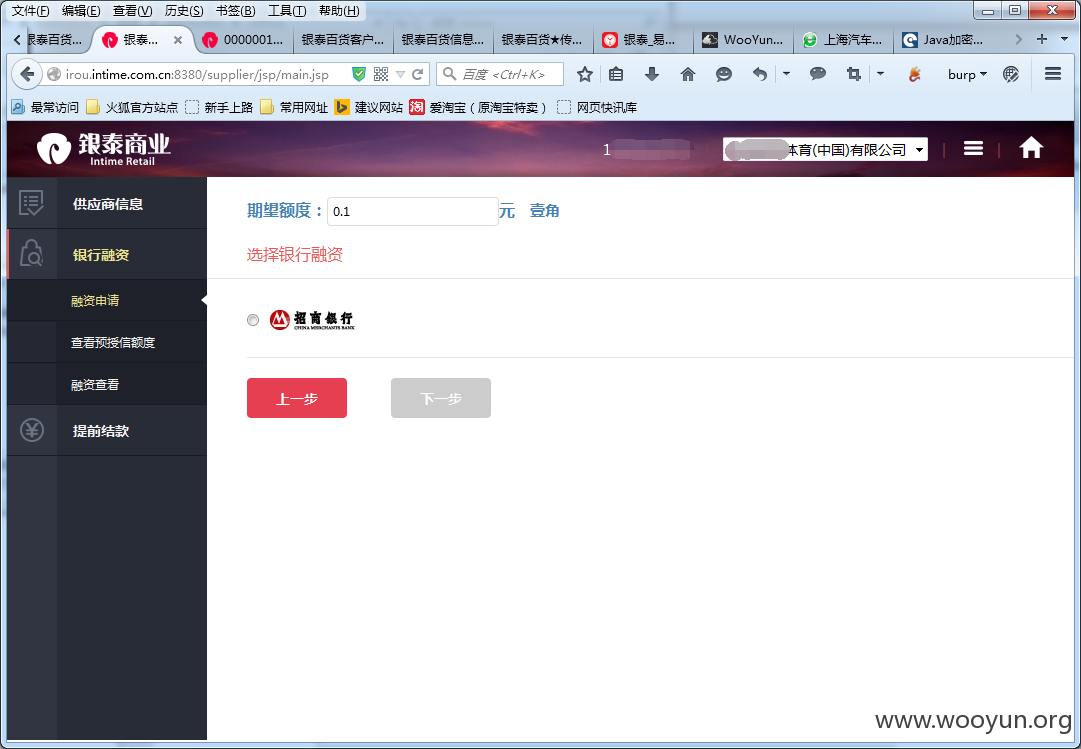 文件(F) 编辑(E) 查看(V) 历史(S) 书签(B) 工具(T) 帮助(H)
银泰百货... 银泰... 0000001... 银泰百货客户... 银泰百货信息... 银泰百货★传... 银泰_易... WooYun... 上海汽车... Java加密...
irou.intime.com.cn:8380/supplier/jsp/main.jsp 百度 <Ctrl+K> burp
最常访问 火狐官方站点 新手上路 常用网址 建议网站 淘 爱淘宝（原淘宝特卖） 网页快讯库
銀泰商业
Intime Retail
1 体育(中国)有限公司
供应商信息
银行融资
融资申请
查看预授信额度
融资查看
提前结款
期望额度： 0.1 元 壹角
选择银行融资
招商银行
CHINA MERCHANTS BANK
上一步 下一步
www.wooyun.org